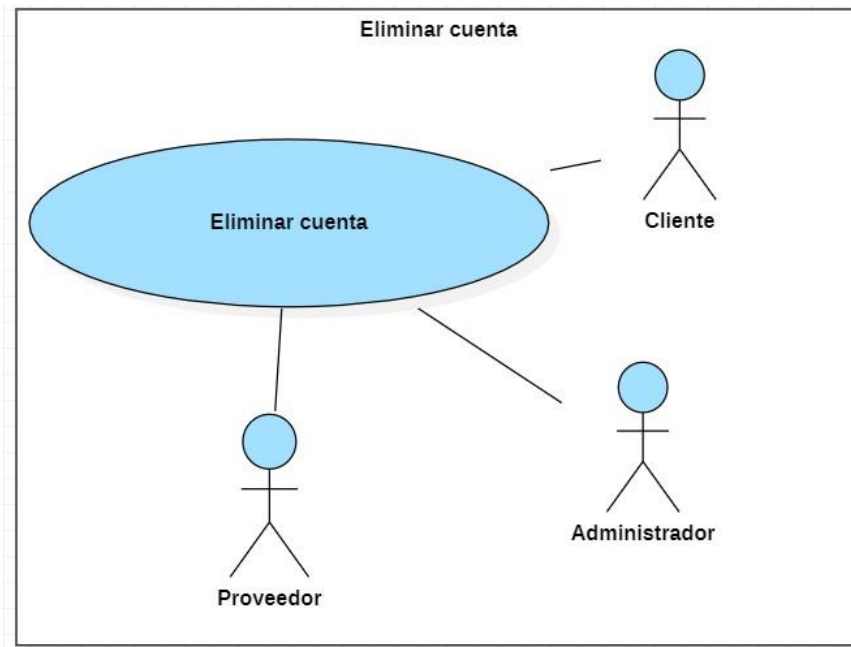 Eliminar cuenta
Cliente
Eliminar cuenta
Administrador
Proveedor